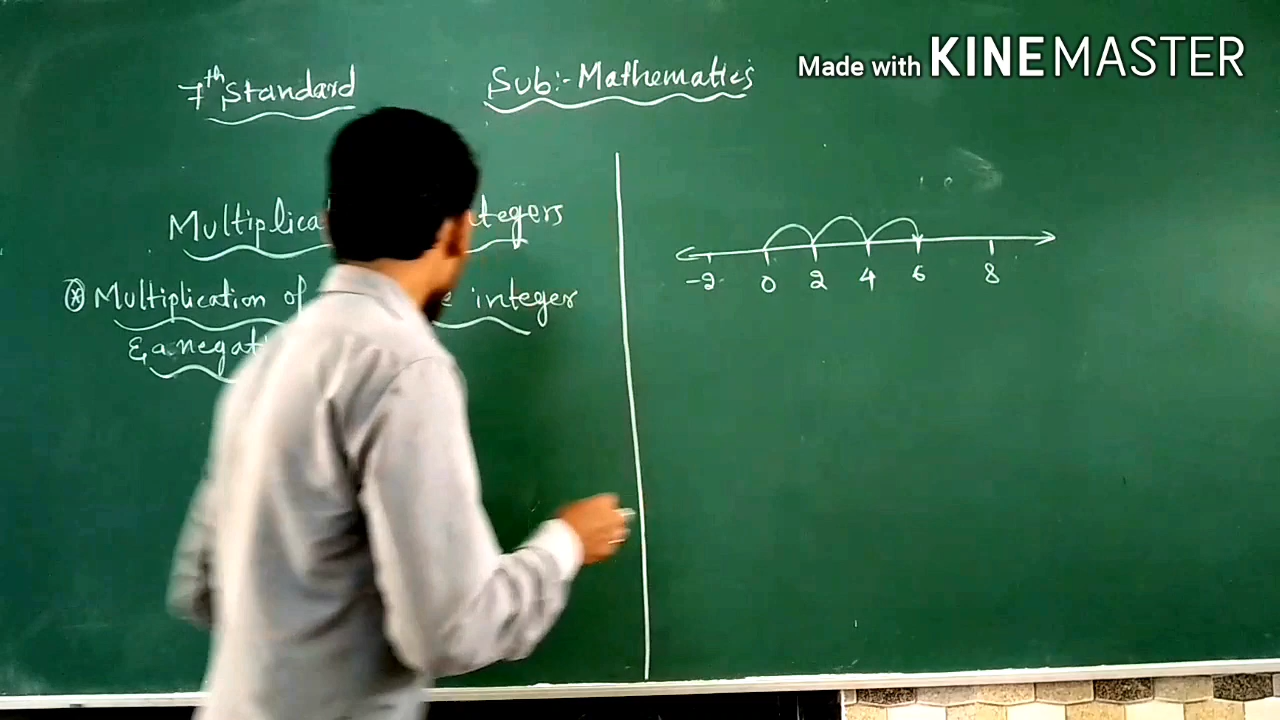 Made with KINEMASTER
7th Standard
Sub:- Mathematics
Multiplica tegers
⊛ Multiplication of e integer
& a negat
-2 0 2 4 6 8